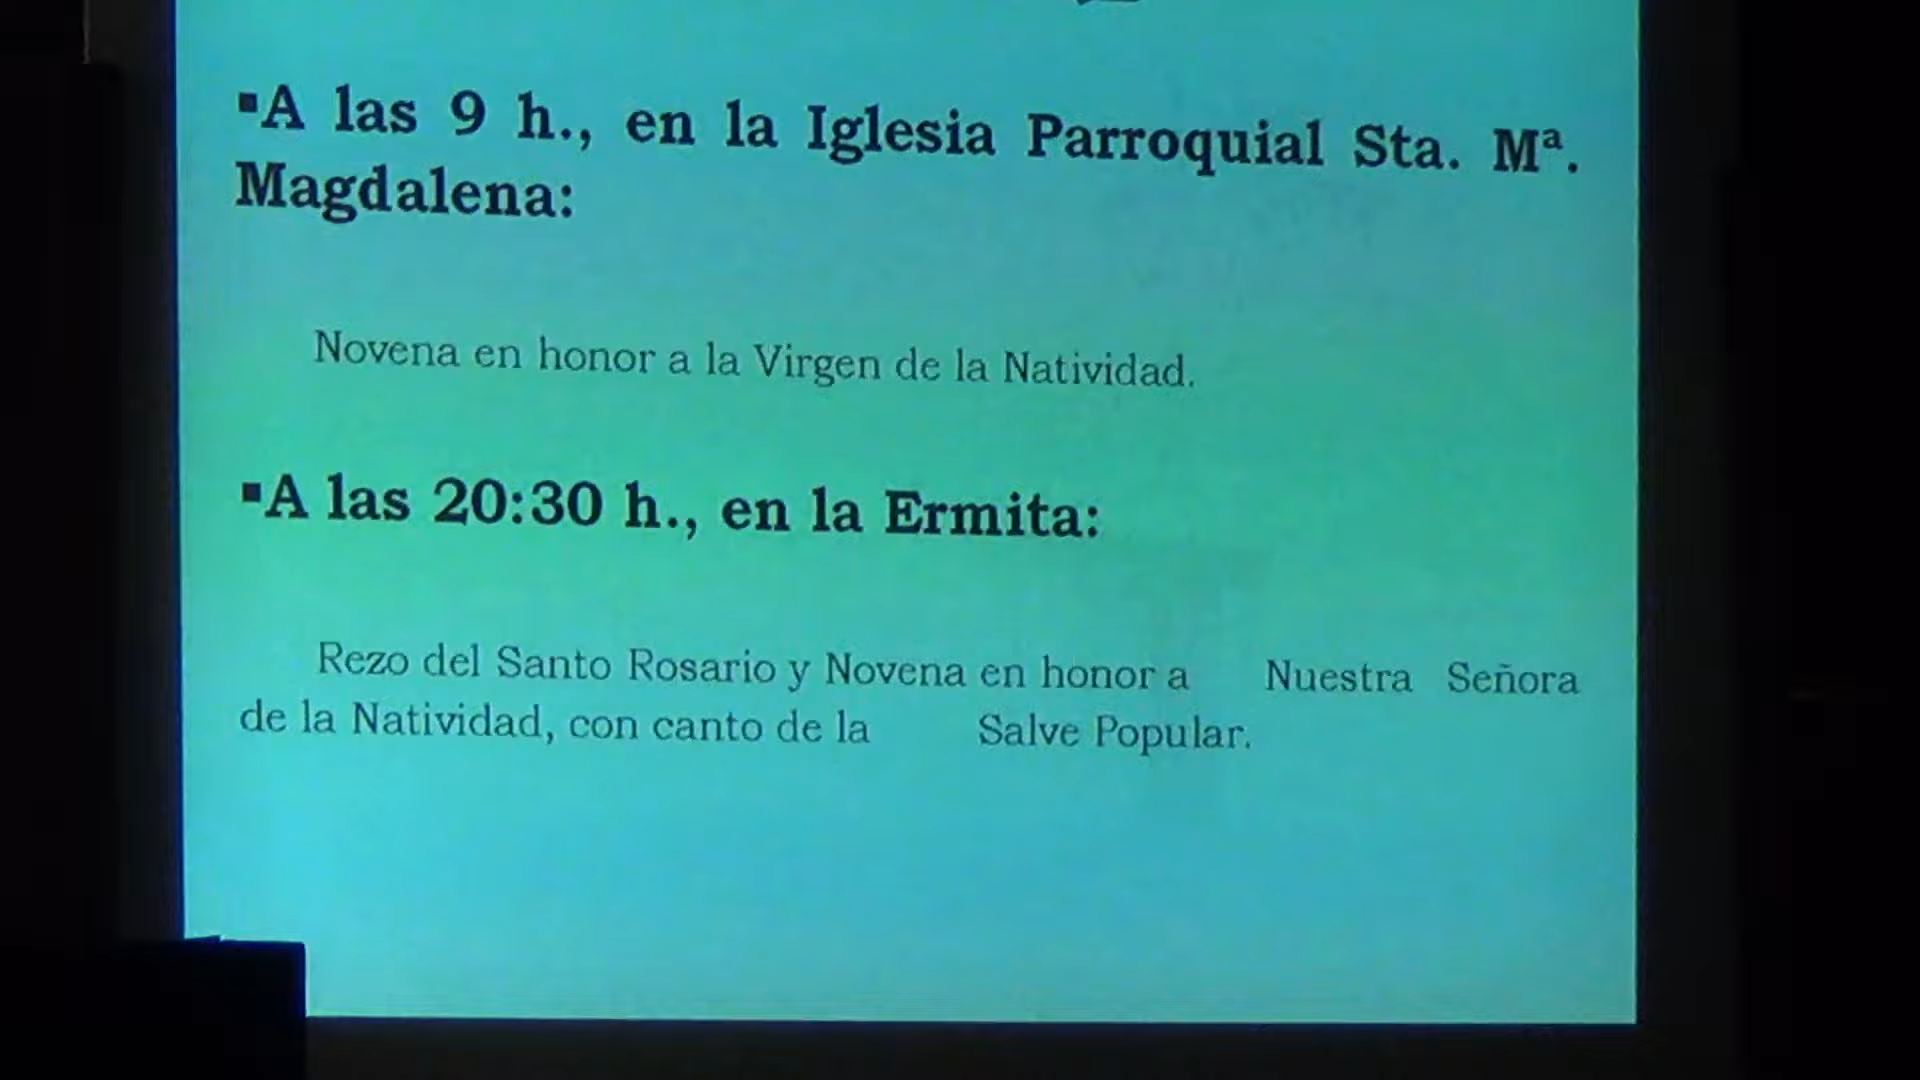 ▪A las 9 h., en la Iglesia Parroquial Sta. Mª.
Magdalena:
Novena en honor a la Virgen de la Natividad.
▪A las 20:30 h., en la Ermita:
Rezo del Santo Rosario y Novena en honor a Nuestra Señora
de la Natividad, con canto de la Salve Popular.